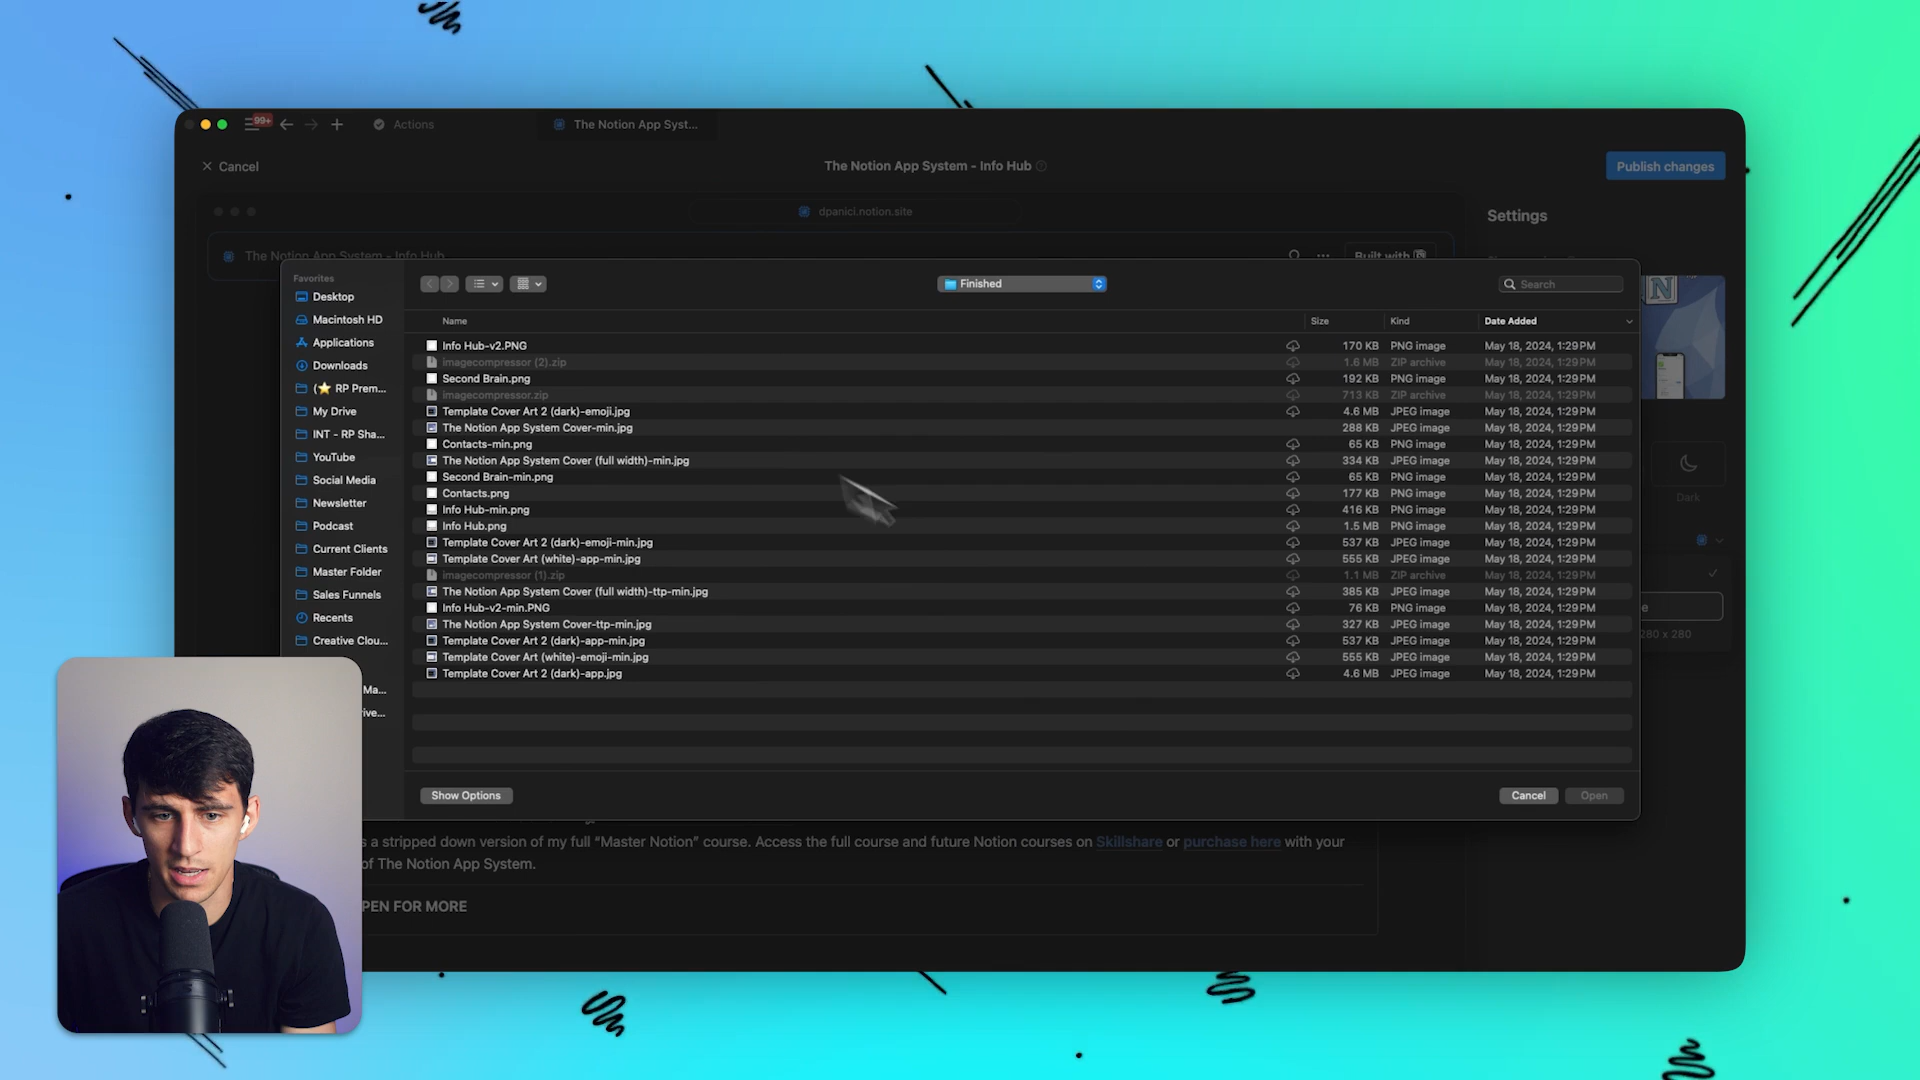 99+
Actions
The Notion App Syst...
Cancel
The Notion App System - Info Hub
Publish changes
dpanici.notion.site
Settings
The Notion App System - Info Hub
Built with
Favorites
Desktop
Macintosh HD
Applications
Downloads
(⭐ RP Prem...
My Drive
INT - RP Sha...
YouTube
Social Media
Newsletter
Podcast
Current Clients
Master Folder
Sales Funnels
Recents
Creative Clou...
Ma...
ive...
Finished
Search
Name Size Kind Date Added
Info Hub-v2.PNG 170 KB PNG image May 18, 2024, 1:29 PM
imagecompressor (2).zip 1.6 MB ZIP archive May 18, 2024, 1:29 PM
Second Brain.png 192 KB PNG image May 18, 2024, 1:29 PM
imagecompressor.zip 713 KB ZIP archive May 18, 2024, 1:29 PM
Template Cover Art 2 (dark)-emoji.jpg 4.6 MB JPEG image May 18, 2024, 1:29 PM
The Notion App System Cover-min.jpg 288 KB JPEG image May 18, 2024, 1:29 PM
Contacts-min.png 65 KB PNG image May 18, 2024, 1:29 PM
The Notion App System Cover (full width)-min.jpg 334 KB JPEG image May 18, 2024, 1:29 PM
Second Brain-min.png 65 KB PNG image May 18, 2024, 1:29 PM
Contacts.png 177 KB PNG image May 18, 2024, 1:29 PM
Info Hub-min.png 416 KB PNG image May 18, 2024, 1:29 PM
Info Hub.png 1.5 MB PNG image May 18, 2024, 1:29 PM
Template Cover Art 2 (dark)-emoji-min.jpg 537 KB JPEG image May 18, 2024, 1:29 PM
Template Cover Art (white)-app-min.jpg 555 KB JPEG image May 18, 2024, 1:29 PM
imagecompressor (1).zip 1.1 MB ZIP archive May 18, 2024, 1:29 PM
The Notion App System Cover (full width)-ttp-min.jpg 385 KB JPEG image May 18, 2024, 1:29 PM
Info Hub-v2-min.PNG 76 KB PNG image May 18, 2024, 1:29 PM
The Notion App System Cover-ttp-min.jpg 327 KB JPEG image May 18, 2024, 1:29 PM
Template Cover Art 2 (dark)-app-min.jpg 537 KB JPEG image May 18, 2024, 1:29 PM
Template Cover Art (white)-emoji-min.jpg 555 KB JPEG image May 18, 2024, 1:29 PM
Template Cover Art 2 (dark)-app.jpg 4.6 MB JPEG image May 18, 2024, 1:29 PM
Show Options
Cancel
Open
Dark
e
280 x 280
s a stripped down version of my full “Master Notion” course. Access the full course and future Notion courses on Skillshare or purchase here with your
of The Notion App System.
PEN FOR MORE